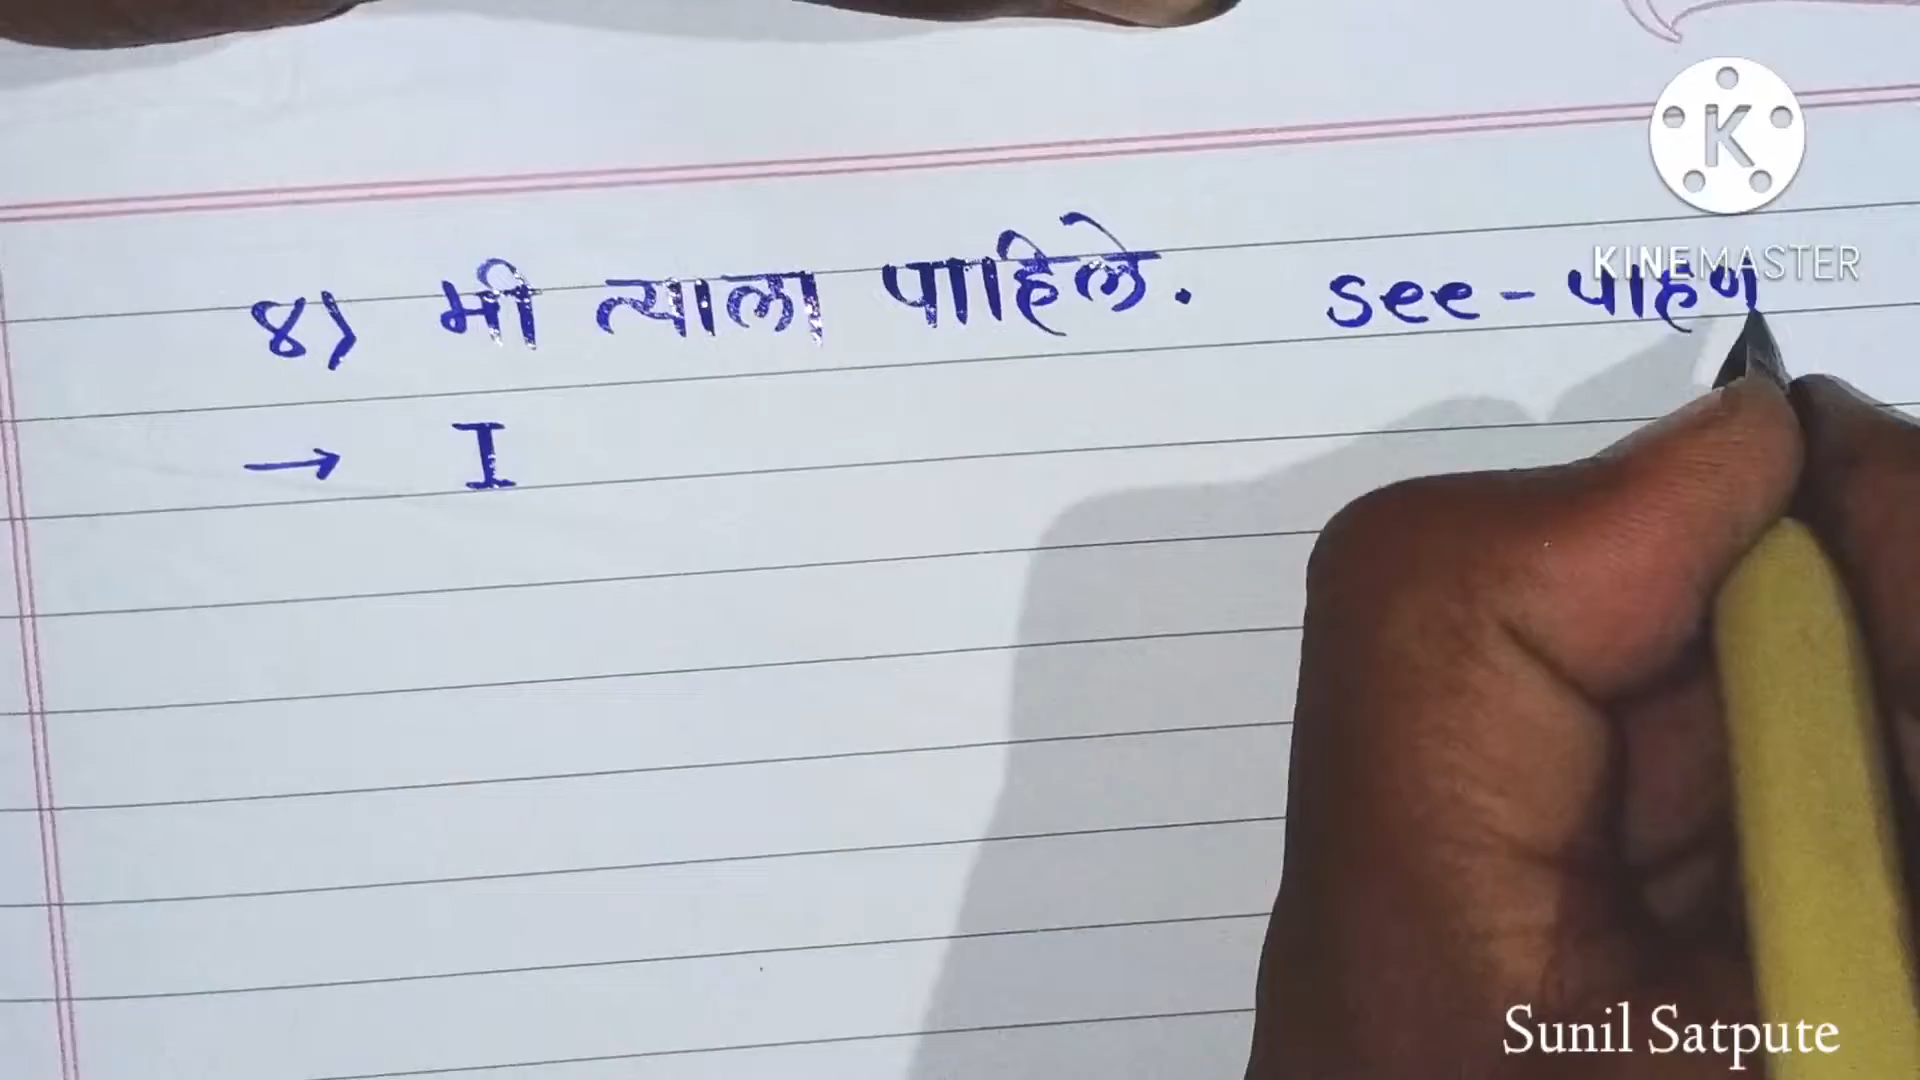 ४) मी त्याला पाहिले. see - पाहण
→ I
K
KINEMASTER
Sunil Satpute